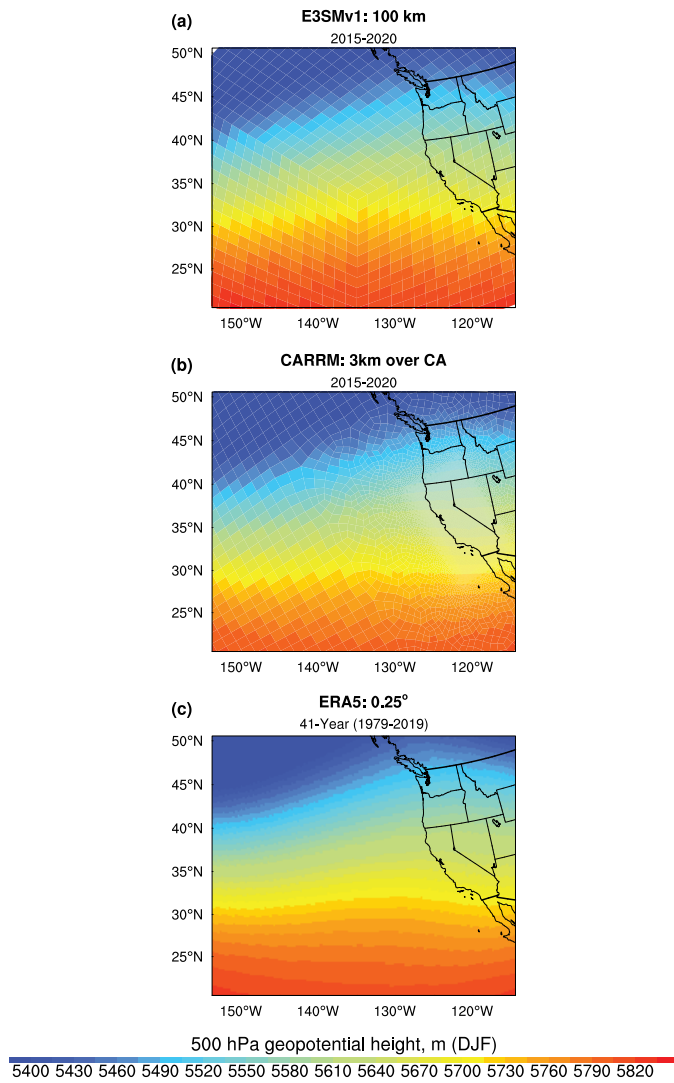 (a) E3SMv1: 100 km
2015-2020
50°N
45°N
40°N
35°N
30°N
25°N
150°W 140°W 130°W 120°W
(b) CARRM: 3km over CA
2015-2020
50°N
45°N
40°N
35°N
30°N
25°N
150°W 140°W 130°W 120°W
(c) ERA5: 0.25°
41-Year (1979-2019)
50°N
45°N
40°N
35°N
30°N
25°N
150°W 140°W 130°W 120°W
500 hPa geopotential height, m (DJF)
5400 5430 5460 5490 5520 5550 5580 5610 5640 5670 5700 5730 5760 5790 5820